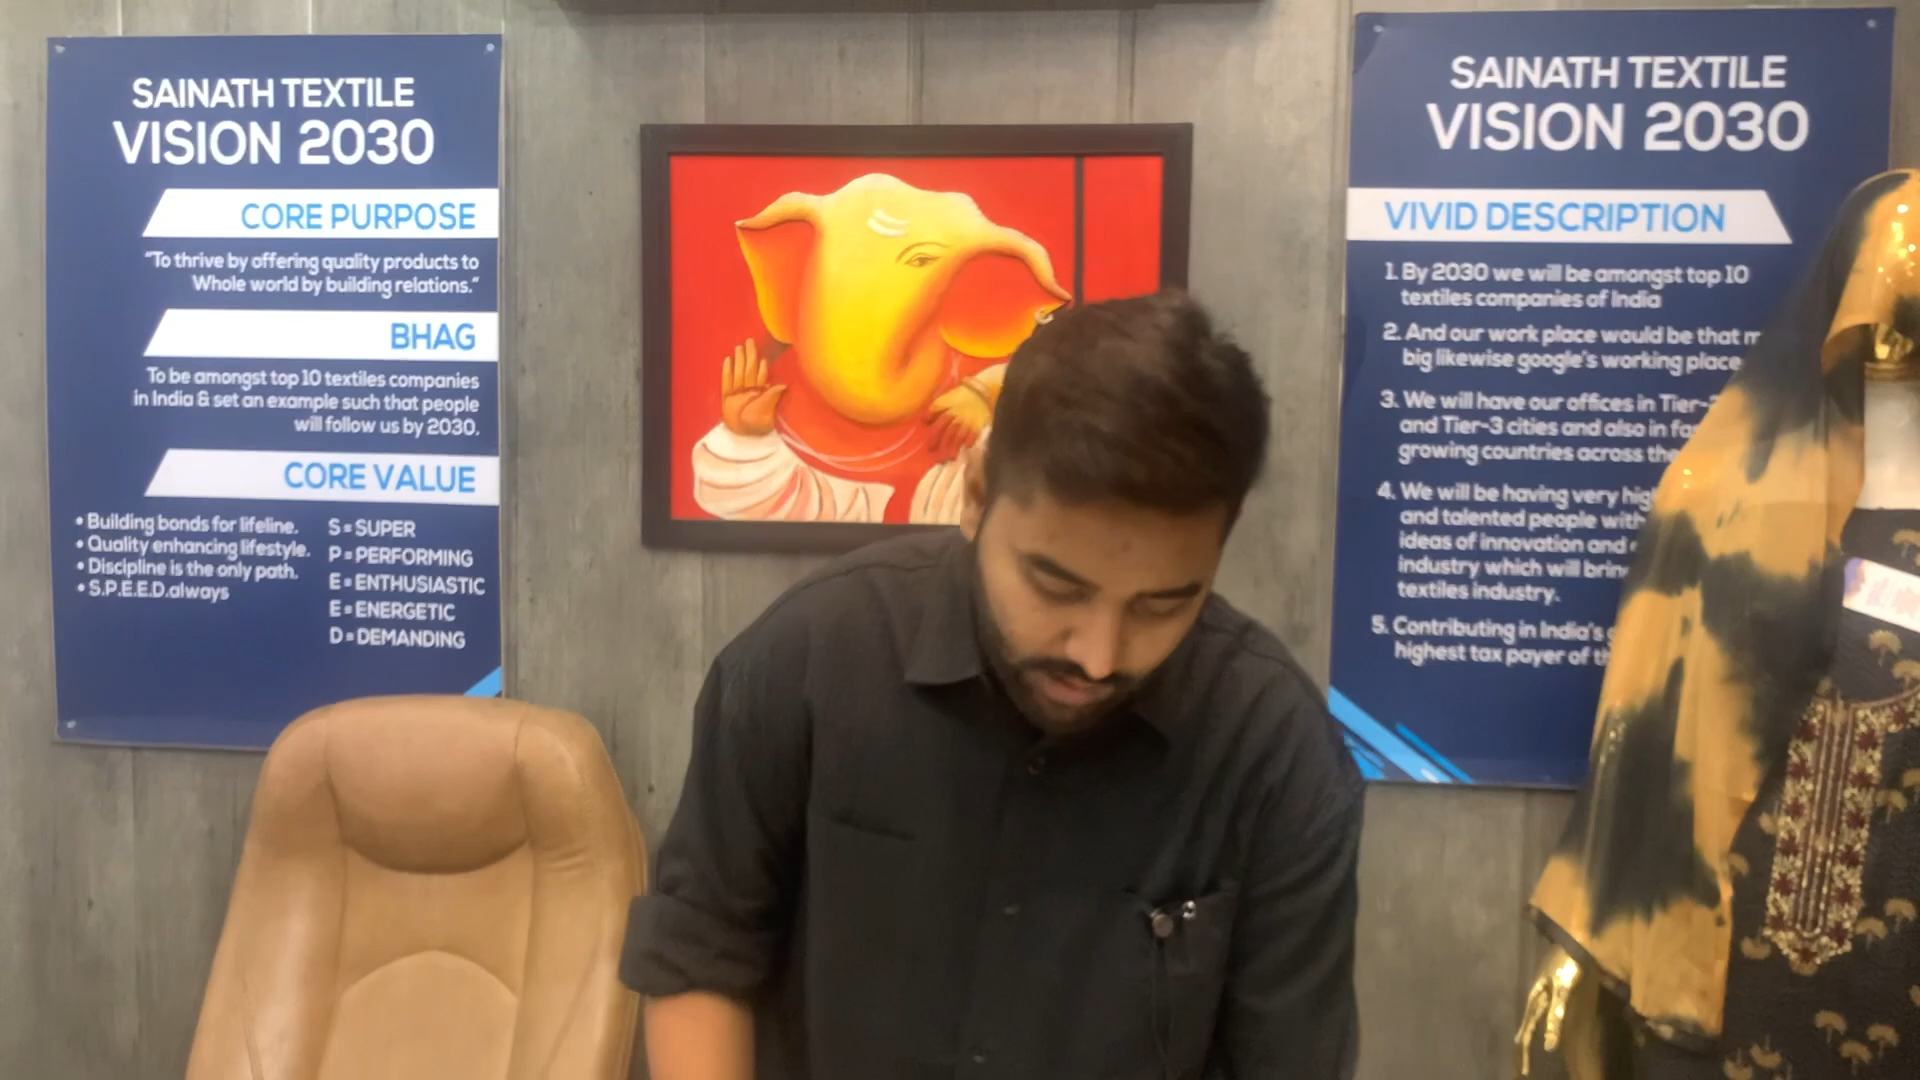 SAINATH TEXTILE
VISION 2030
CORE PURPOSE
"To thrive by offering quality products to
Whole world by building relations."
BHAG
To be amongst top 10 textiles companies
in India & set an example such that people
will follow us by 2030.
CORE VALUE
• Building bonds for lifeline.
• Quality enhancing lifestyle.
• Discipline is the only path.
• S.P.E.E.D.always
S = SUPER
P = PERFORMING
E = ENTHUSIASTIC
E = ENERGETIC
D = DEMANDING
SAINATH TEXTILE
VISION 2030
VIVID DESCRIPTION
1. By 2030 we will be amongst top 10
textiles companies of India
2. And our work place would be that
big likewise google's working place
3. We will have our offices in
and Tier-3 cities and also in
growing countries across the
4. We will be having very
and talented people with
ideas of innovation and
industry which will
textiles industry.
5. Contributing in India's
highest tax payer of